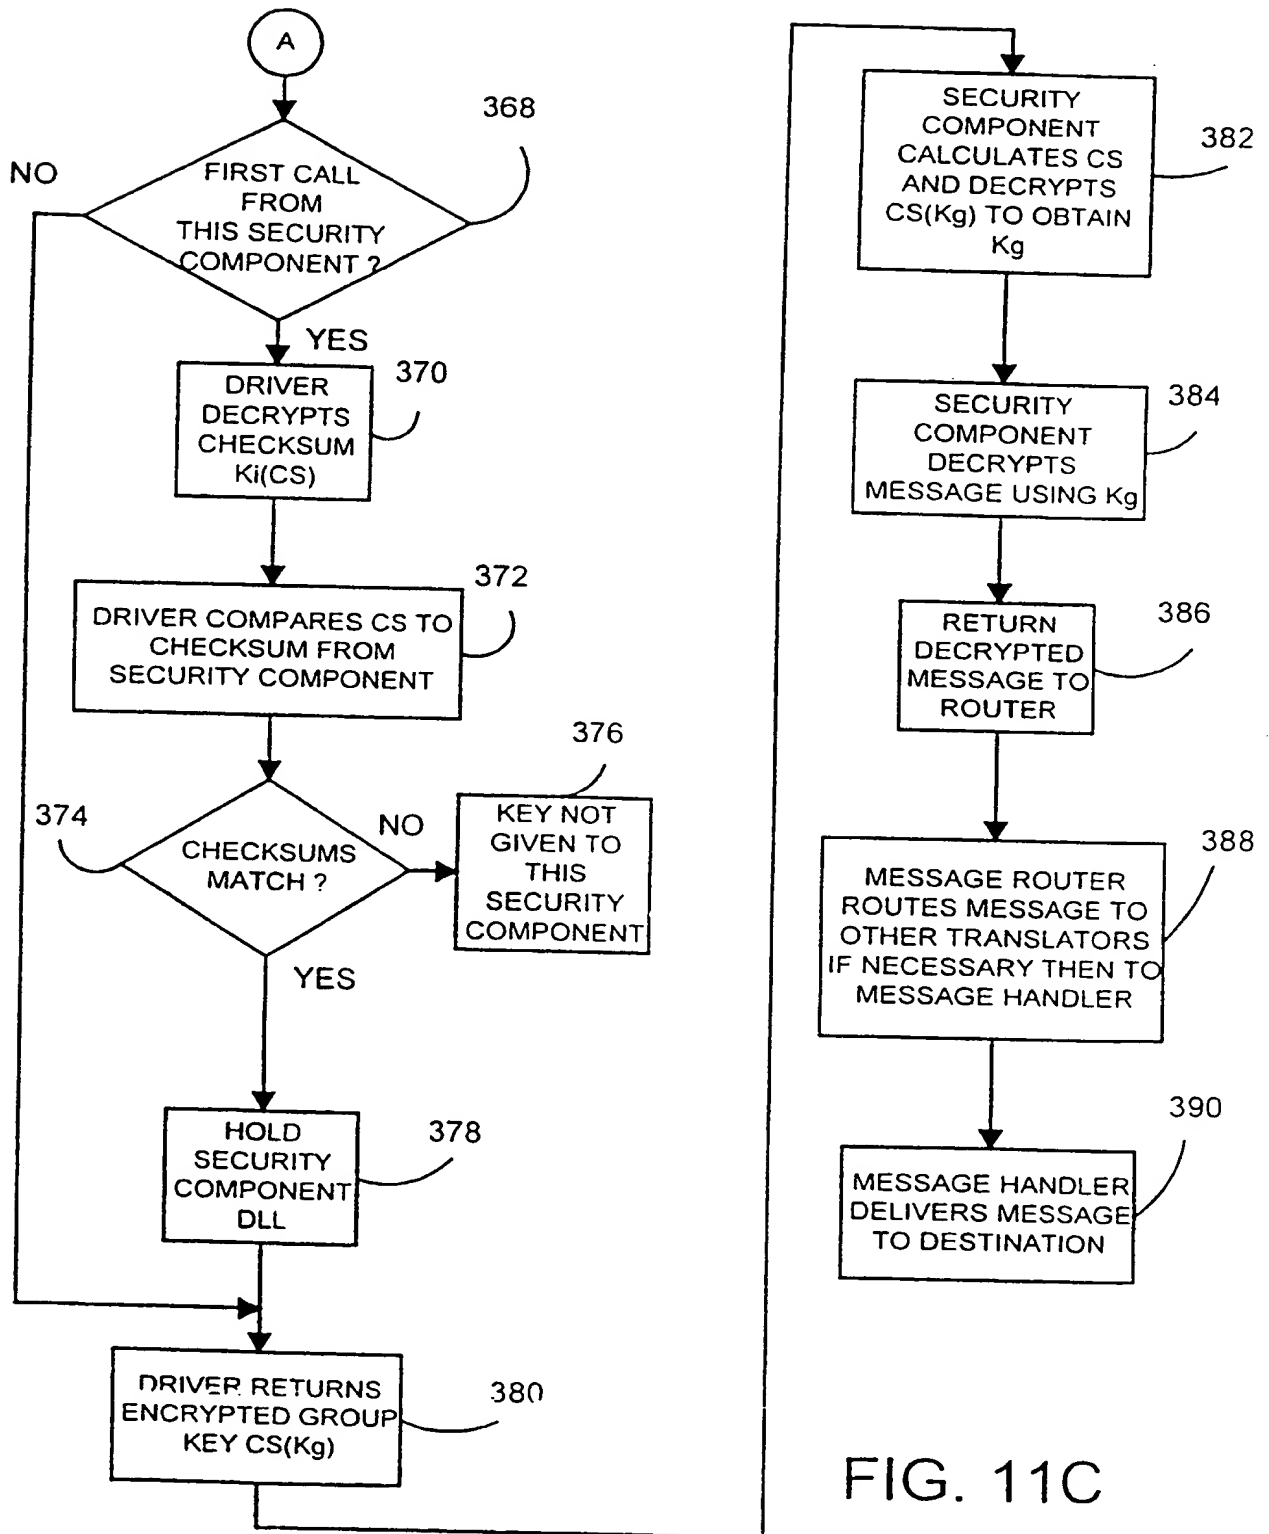 A
368
NO
FIRST CALL
FROM
THIS SECURITY
COMPONENT ?
YES
370
DRIVER
DECRYPTS
CHECKSUM
Ki(CS)
372
DRIVER COMPARES CS TO
CHECKSUM FROM
SECURITY COMPONENT
376
374
NO
CHECKSUMS
MATCH ?
KEY NOT
GIVEN TO
THIS
SECURITY
COMPONENT
YES
378
HOLD
SECURITY
COMPONENT
DLL
380
DRIVER RETURNS
ENCRYPTED GROUP
KEY CS(Kg)
382
SECURITY
COMPONENT
CALCULATES CS
AND DECRYPTS
CS(Kg) TO OBTAIN
Kg
384
SECURITY
COMPONENT
DECRYPTS
MESSAGE USING Kg
386
RETURN
DECRYPTED
MESSAGE TO
ROUTER
388
MESSAGE ROUTER
ROUTES MESSAGE TO
OTHER TRANSLATORS
IF NECESSARY THEN TO
MESSAGE HANDLER
390
MESSAGE HANDLER
DELIVERS MESSAGE
TO DESTINATION
FIG. 11C